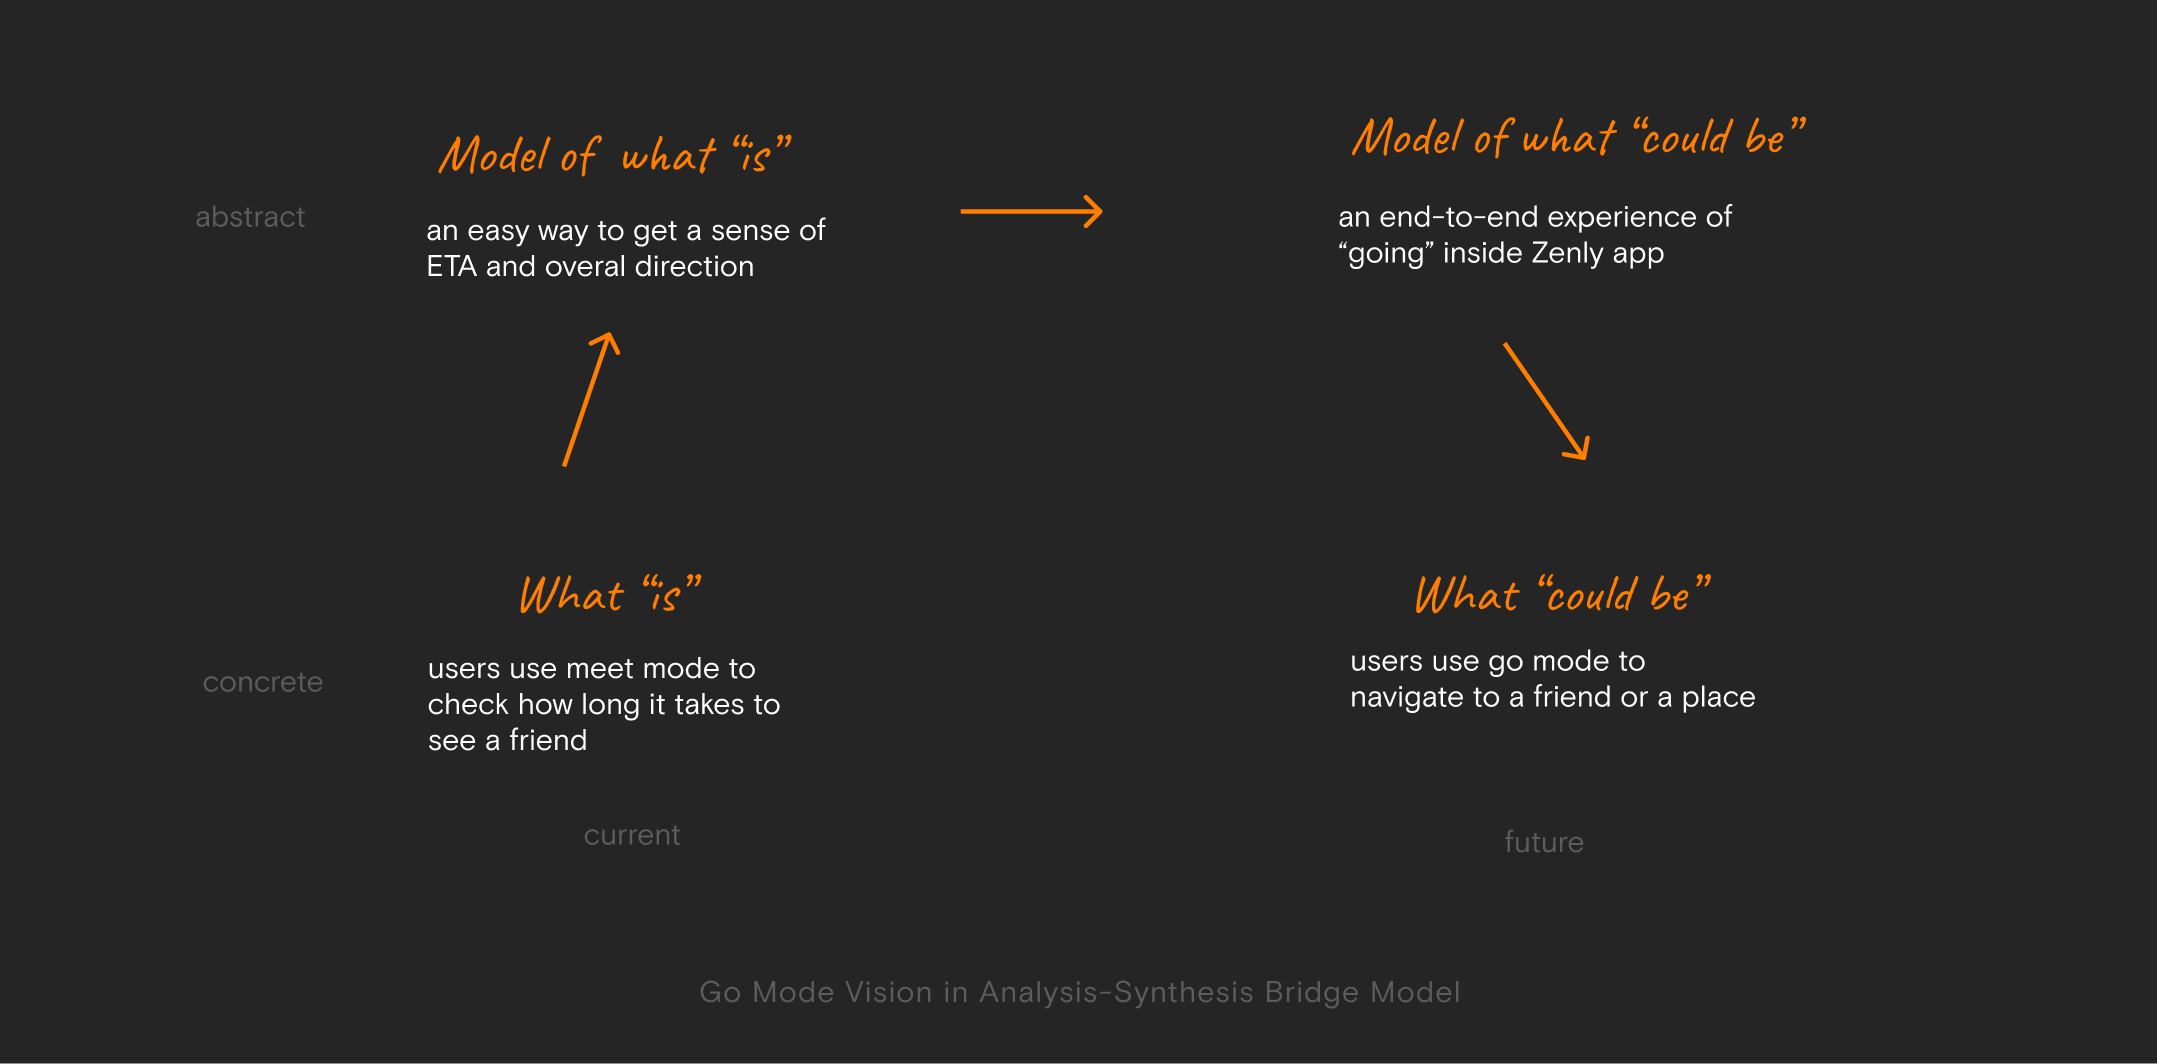 Model of what “is”
an easy way to get a sense of
ETA and overal direction
Model of what “could be”
an end-to-end experience of
“going” inside Zenly app
abstract
What “is”
users use meet mode to
check how long it takes to
see a friend
What “could be”
users use go mode to
navigate to a friend or a place
concrete
current
future
Go Mode Vision in Analysis-Synthesis Bridge Model